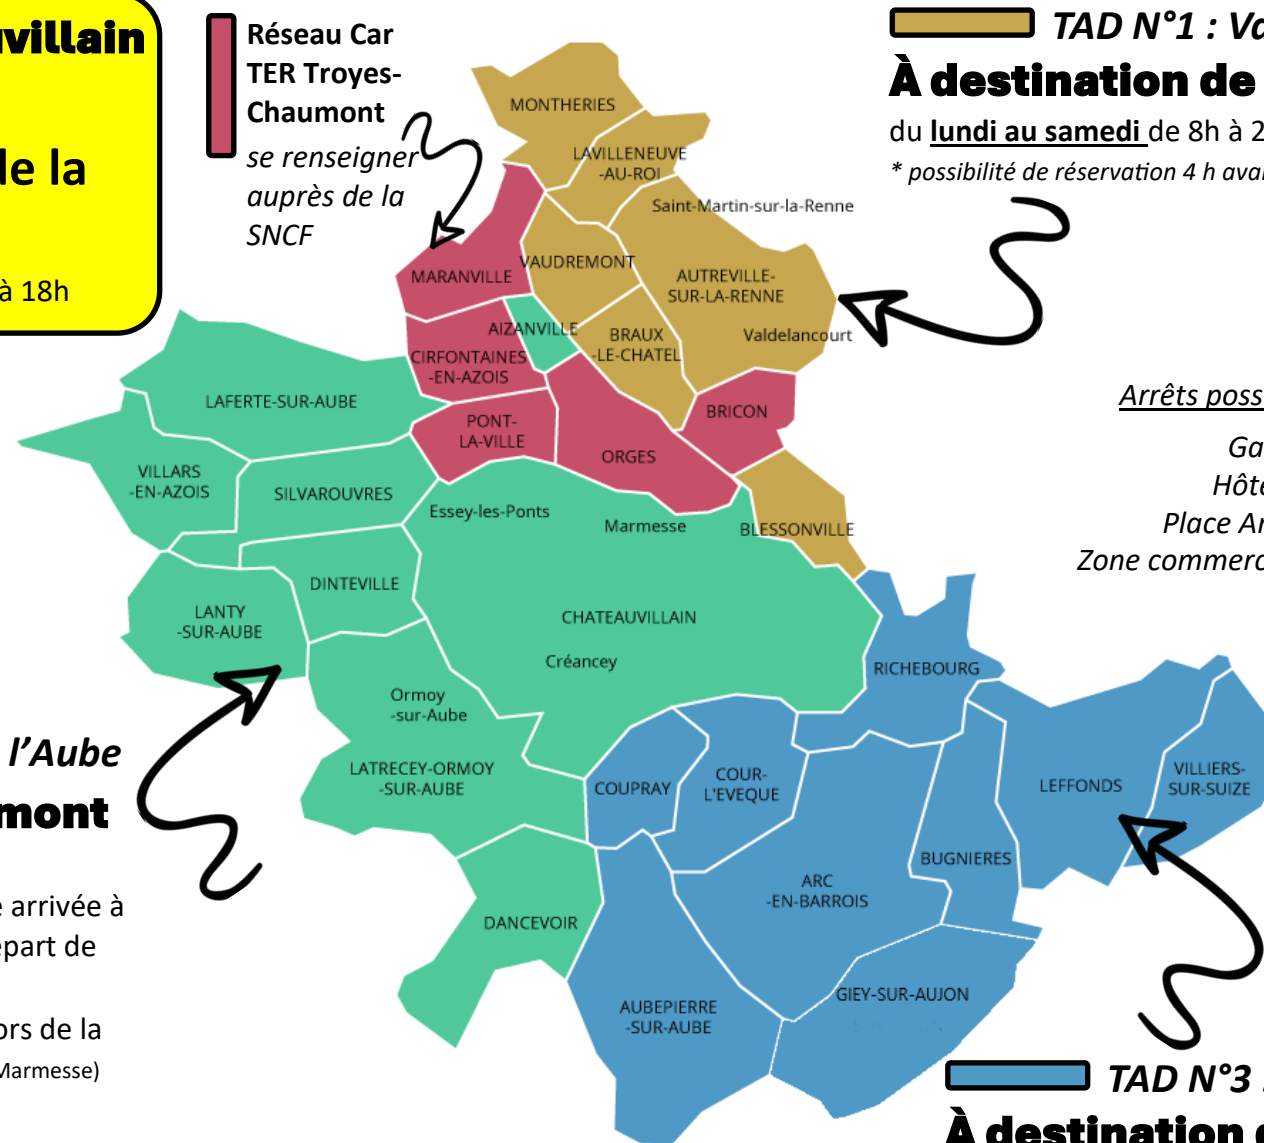 uvillain
de la
à 18h
Réseau Car
TER Troyes-
Chaumont
se renseigner
auprès de la
SNCF
TAD N°1 : Va
À destination de
du lundi au samedi de 8h à 2
* possibilité de réservation 4 h avan
Arrêts poss
Ga
Hôte
Place Ar
Zone commerc
MONTHERIES
LAVILLENEUVE
-AU-ROI
Saint-Martin-sur-la-Renne
MARANVILLE
VAUDREMONT
AUTREVILLE-
SUR-LA-RENNE
AIZANVILLE
BRAUX
-LE-CHATEL
Valdelancourt
CIRFONTAINES
-EN-AZOIS
LAFERTE-SUR-AUBE
PONT-
LA-VILLE
BRICON
ORGES
VILLARS
-EN-AZOIS
SILVAROUVRES
Essey-les-Ponts
Marmesse
BLESSONVILLE
DINTEVILLE
LANTY
-SUR-AUBE
CHATEAUVILLAIN
Créancey
RICHEBOURG
Ormoy
-sur-Aube
LATRECEY-ORMOY
-SUR-AUBE
COUPRAY
COUR-
L'EVEQUE
LEFFONDS
VILLIERS-
SUR-SUIZE
BUGNIERES
ARC
-EN-BARROIS
DANCEVOIR
GIEY-SUR-AUJON
AUBEPIERRE
-SUR-AUBE
l’Aube
mont
e arrivée à
épart de
ors de la
Marmesse)
TAD N°3 :
À destination d